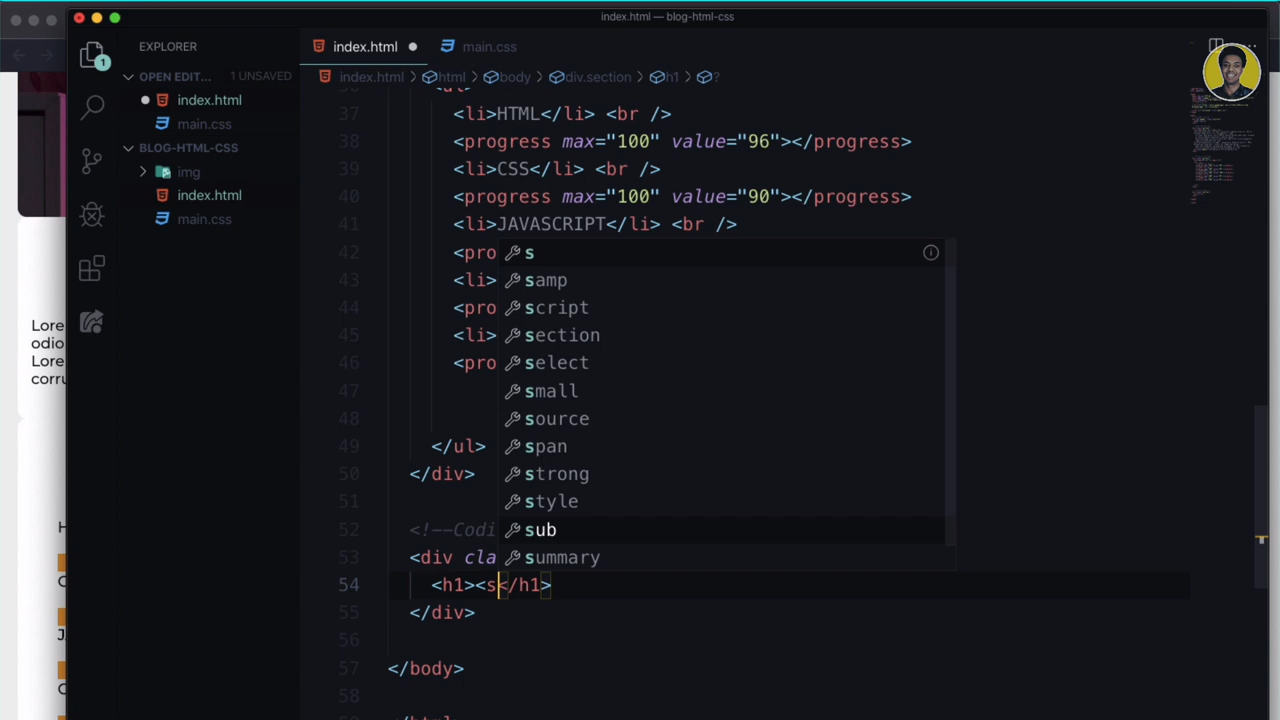 index.html — blog-html-css
EXPLORER
OPEN EDIT... 1 UNSAVED
index.html
main.css
BLOG-HTML-CSS
img
index.html
main.css
1
index.html
main.css
index.html > html > body > div.section > h1 > ?
37 <li>HTML</li> <br />
38 <progress max="100" value="96"></progress>
39 <li>CSS</li> <br />
40 <progress max="100" value="90"></progress>
41 <li>JAVASCRIPT</li> <br />
42 <pro
43 <li>
44 <pro
45 <li>
46 <pro
47
48
49 </ul>
50 </div>
51
52 <!--Codi
53 <div cla
54 <h1><s</h1>
55 </div>
56
57 </body>
58
s
samp
script
section
select
small
source
span
strong
style
sub
summary
Lore
odio
Lore
corru